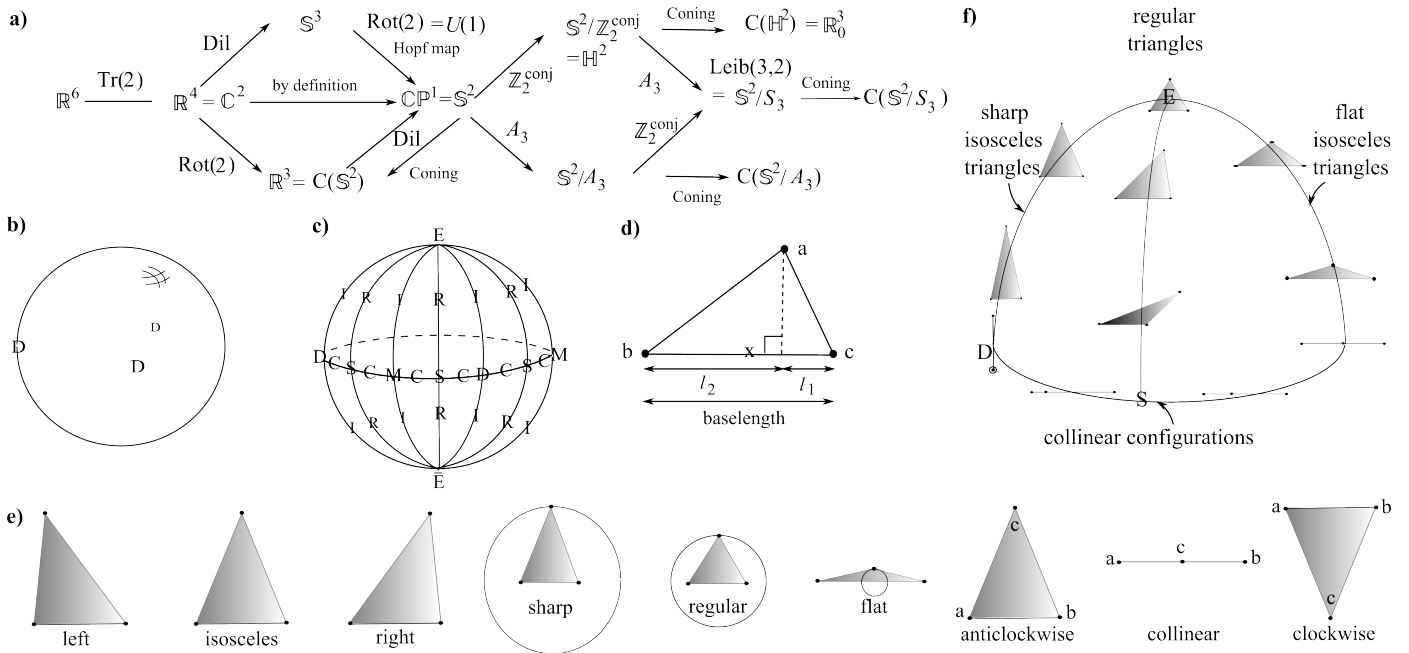 a)
Tr(2)
ℝ⁶
Dil
𝕊³
Rot(2) = U(1)
Hopf map
ℝ⁴ = ℂ²
by definition
ℂℙ¹ = 𝕊²
Rot(2)
ℝ³ = C(𝕊²)
Dil
Coning
𝕊²/ℤ₂ᶜᵒⁿʲ
= ℍ²
ℤ₂ᶜᵒⁿʲ
A₃
𝕊²/A₃
Coning
C(ℍ²) = ℝ³₀
A₃
Leib(3,2)
= 𝕊²/S₃
ℤ₂ᶜᵒⁿʲ
Coning
C(𝕊²/S₃)
Coning
C(𝕊²/A₃)
b)
D
D
D
c)
E
I R I R I R I
D C S C M C S C D C S C M
I R I R I R I
Ē
d)
a
b
x
c
l₂
l₁
baselength
e)
left
isosceles
right
sharp
regular
flat
a
c
b
anticlockwise
a
c
b
collinear
a
b
c
clockwise
f)
regular
triangles
E
sharp
isosceles
triangles
flat
isosceles
triangles
D
S
collinear configurations